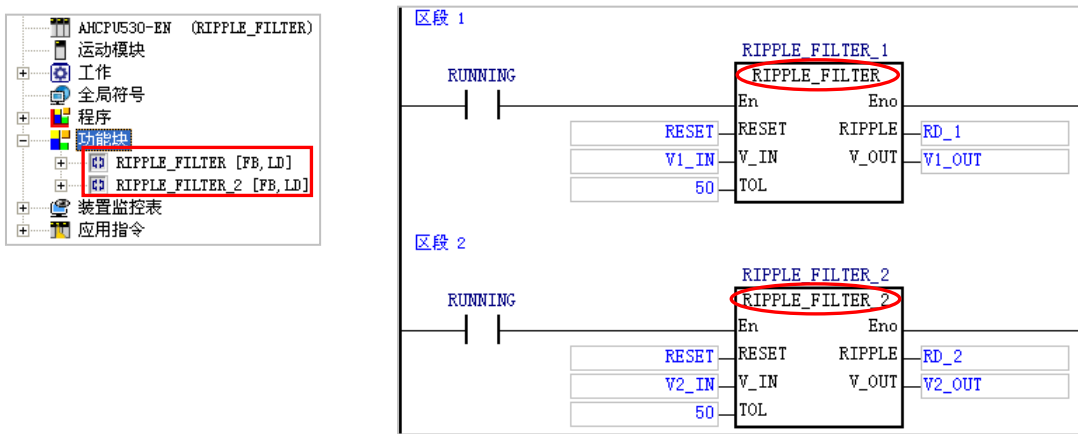 AHCPU530-EN (RIPPLE_FILTER)
运动模块
工作
全局符号
程序
功能块
RIPPLE_FILTER [FB,LD]
RIPPLE_FILTER_2 [FB,LD]
装置监控表
应用指令
区段 1
RIPPLE_FILTER_1
RUNNING
RIPPLE_FILTER
En Eno
RESET RESET RIPPLE RD_1
V1_IN V_IN V_OUT V1_OUT
50 TOL
区段 2
RIPPLE_FILTER_2
RUNNING
RIPPLE_FILTER_2
En Eno
RESET RESET RIPPLE RD_2
V2_IN V_IN V_OUT V2_OUT
50 TOL